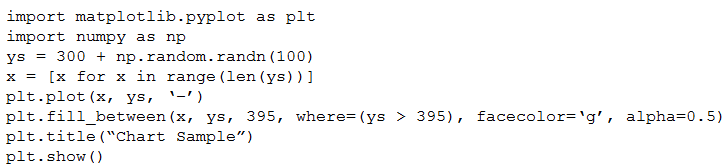 import matplotlib.pyplot as plt
import numpy as np
ys = 300 + np.random.randn(100)
x = [x for x in range(len(ys))]
plt.plot(x, ys, ‘-’)
plt.fill_between(x, ys, 395, where=(ys > 395), facecolor=‘g’, alpha=0.5)
plt.title(“Chart Sample”)
plt.show()